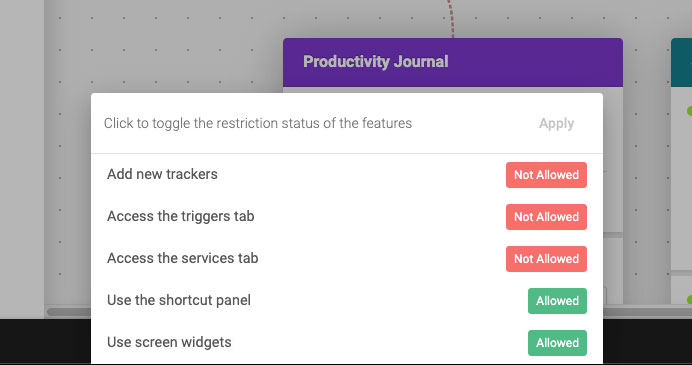 Productivity Journal
Click to toggle the restriction status of the features Apply
Add new trackers Not Allowed
Access the triggers tab Not Allowed
Access the services tab Not Allowed
Use the shortcut panel Allowed
Use screen widgets Allowed